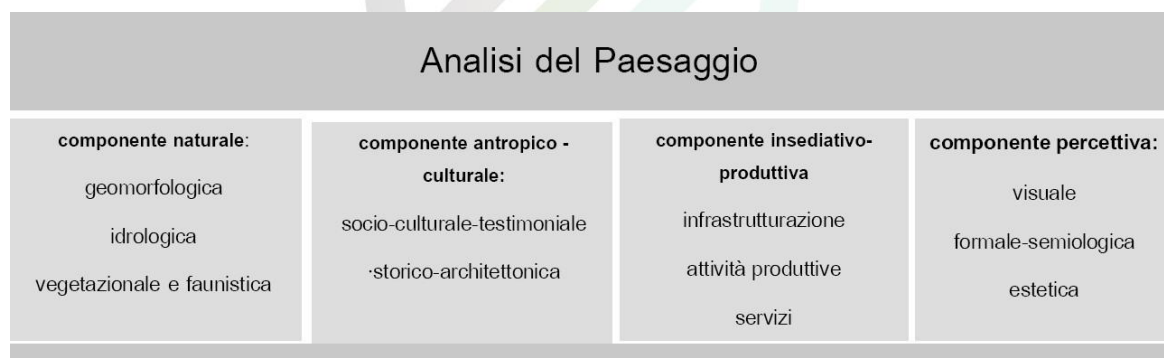 Analisi del Paesaggio
componente naturale:
geomorfologica
idrologica
vegetazionale e faunistica
componente antropico -
culturale:
socio-culturale-testimoniale
·storico-architettonica
componente insediativo-
produttiva
infrastrutturazione
attività produttive
servizi
componente percettiva:
visuale
formale-semiologica
estetica